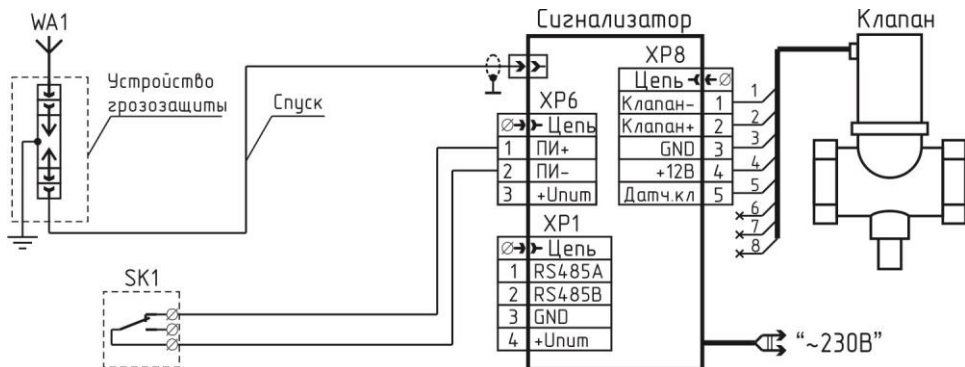 WA1
Устройство
грозозащиты
Спуск
SK1
Сигнализатор
XP6
Цепь
1 ПИ+
2 ПИ-
3 +Uпит
XP1
Цепь
1 RS485A
2 RS485B
3 GND
4 +Uпит
XP8
Цепь
Клапан- 1
Клапан+ 2
GND 3
+12В 4
Датч.кл 5
1
2
3
4
5
6
7
8
Клапан
“~230В”